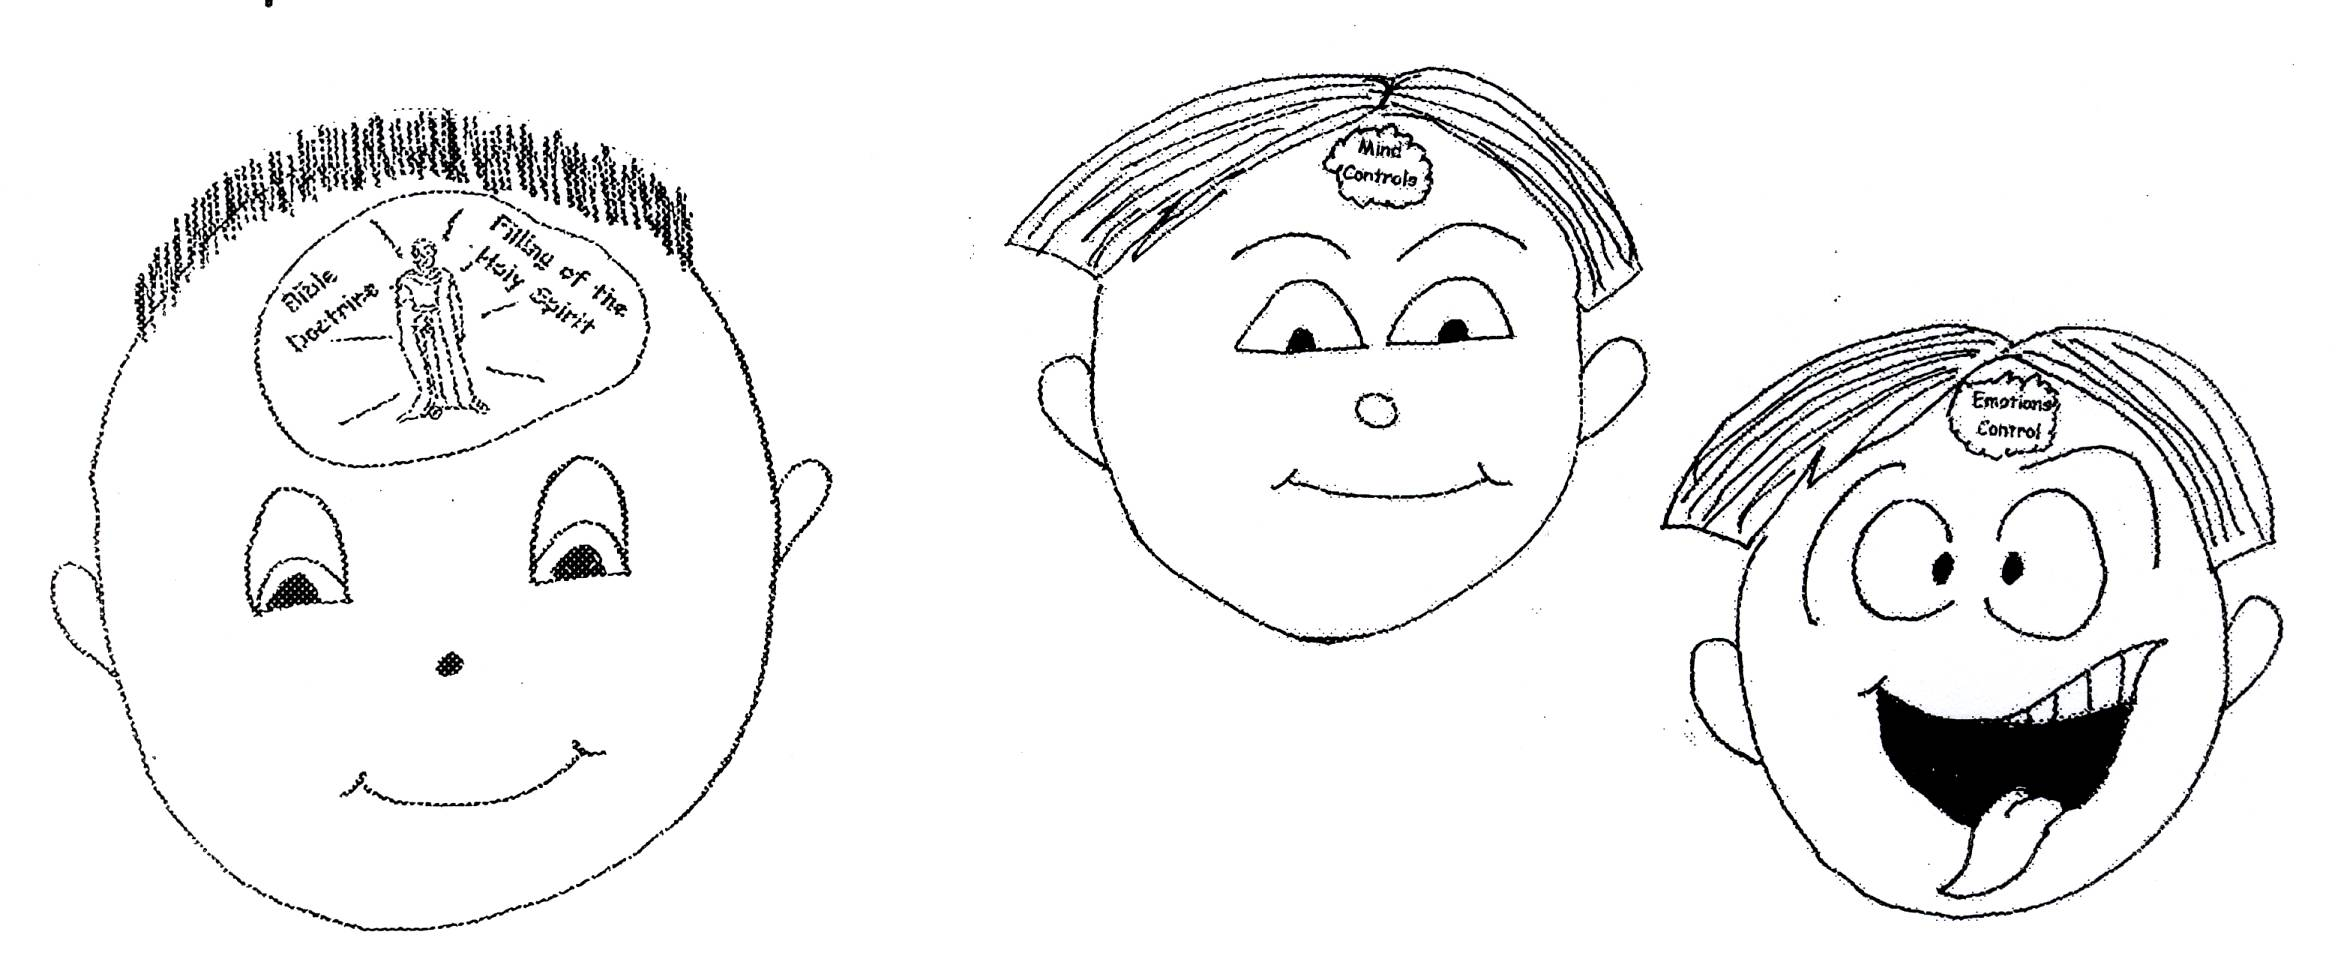 Bible
Doctrine
Filling of the
Holy Spirit
Mind
Controls
Emotions
Control